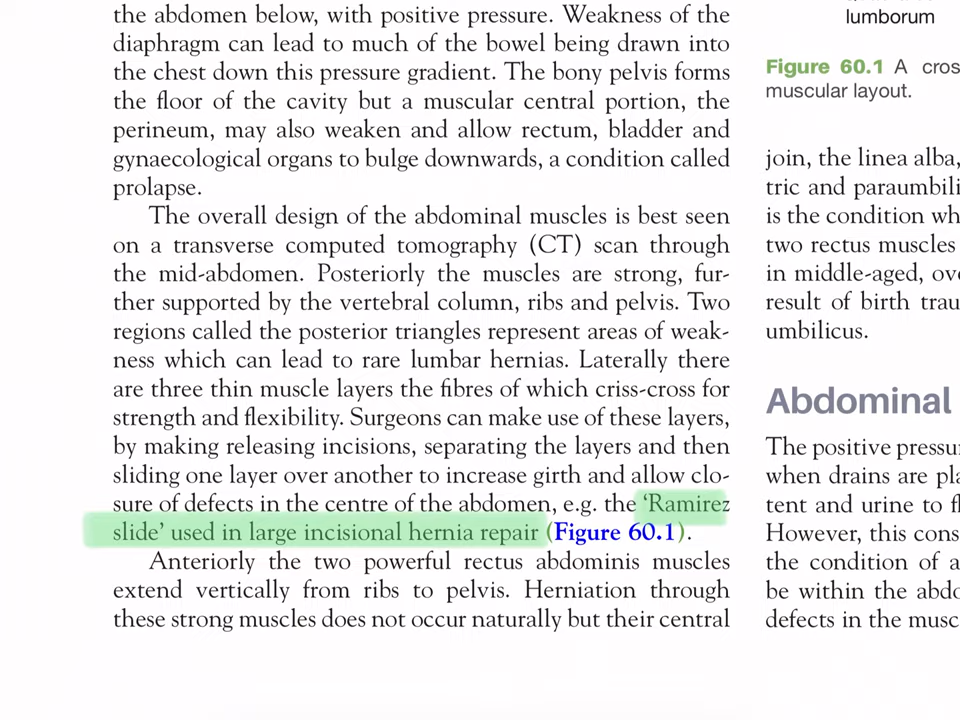 the abdomen below, with positive pressure. Weakness of the
diaphragm can lead to much of the bowel being drawn into
the chest down this pressure gradient. The bony pelvis forms
the floor of the cavity but a muscular central portion, the
perineum, may also weaken and allow rectum, bladder and
gynaecological organs to bulge downwards, a condition called
prolapse.
The overall design of the abdominal muscles is best seen
on a transverse computed tomography (CT) scan through
the mid-abdomen. Posteriorly the muscles are strong, fur-
ther supported by the vertebral column, ribs and pelvis. Two
regions called the posterior triangles represent areas of weak-
ness which can lead to rare lumbar hernias. Laterally there
are three thin muscle layers the fibres of which criss-cross for
strength and flexibility. Surgeons can make use of these layers,
by making releasing incisions, separating the layers and then
sliding one layer over another to increase girth and allow clo-
sure of defects in the centre of the abdomen, e.g. the ‘Ramirez
slide’ used in large incisional hernia repair (Figure 60.1).
Anteriorly the two powerful rectus abdominis muscles
extend vertically from ribs to pelvis. Herniation through
these strong muscles does not occur naturally but their central
lumborum
Figure 60.1 A cros
muscular layout.
join, the linea alba,
tric and paraumbili
is the condition wh
two rectus muscles
in middle-aged, ove
result of birth trau
umbilicus.
Abdominal
The positive pressu
when drains are pla
tent and urine to fl
However, this cons
the condition of a
be within the abdo
defects in the musc